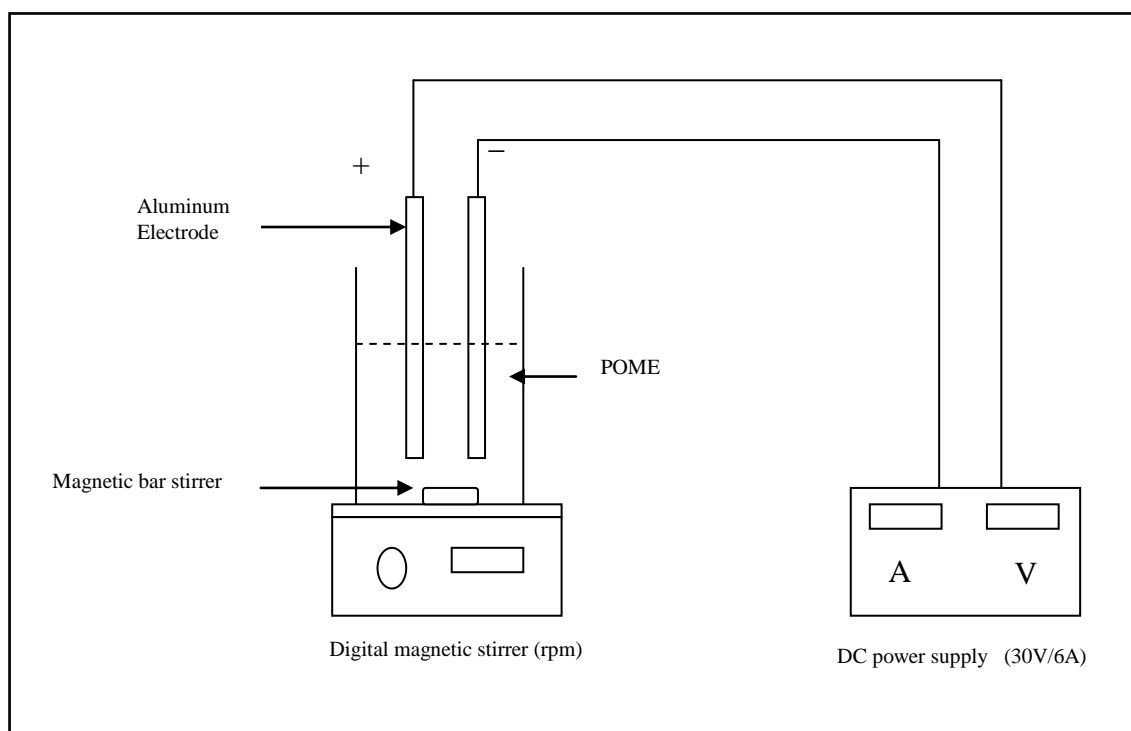 +
–
Aluminum
Electrode
POME
Magnetic bar stirrer
A V
Digital magnetic stirrer (rpm)
DC power supply (30V/6A)